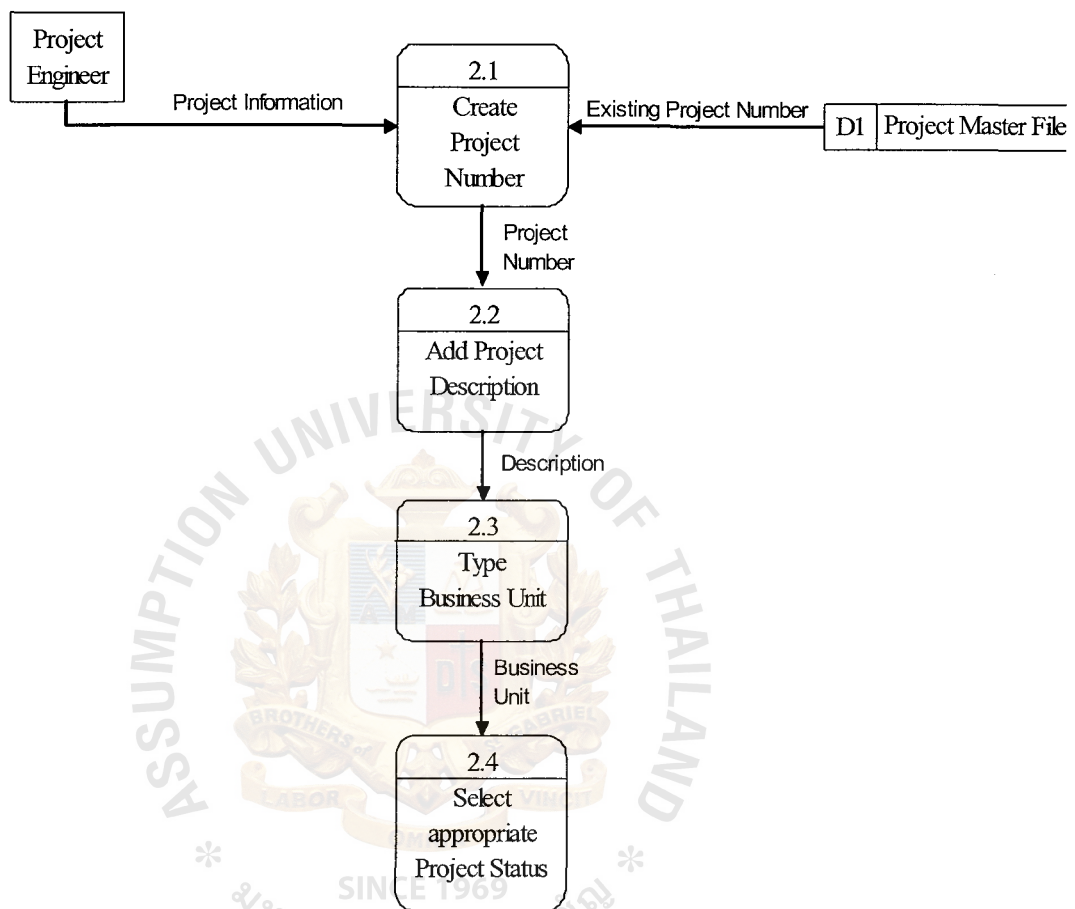 Project
Engineer
Project Information
2.1
Create
Project
Number
Existing Project Number
D1
Project Master File
Project
Number
2.2
Add Project
Description
Description
2.3
Type
Business Unit
Business
Unit
2.4
Select
appropriate
Project Status
ASSUMPTION UNIVERSITY OF THAILAND
BROTHERS of
GABRIEL
D S
LABOR
VINCIT
SINCE 1969